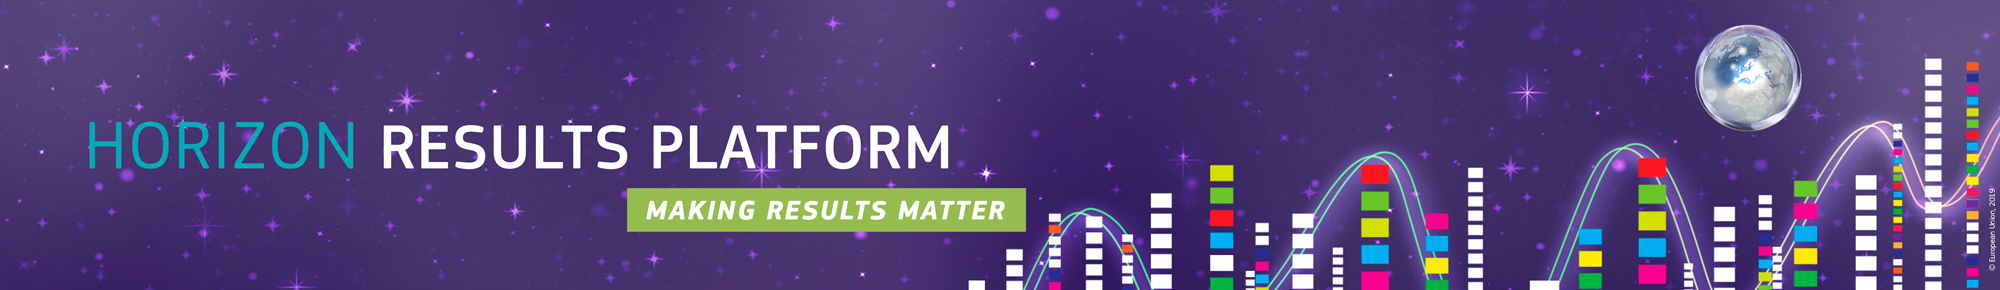 HORIZON RESULTS PLATFORM
MAKING RESULTS MATTER
© European Union, 2019